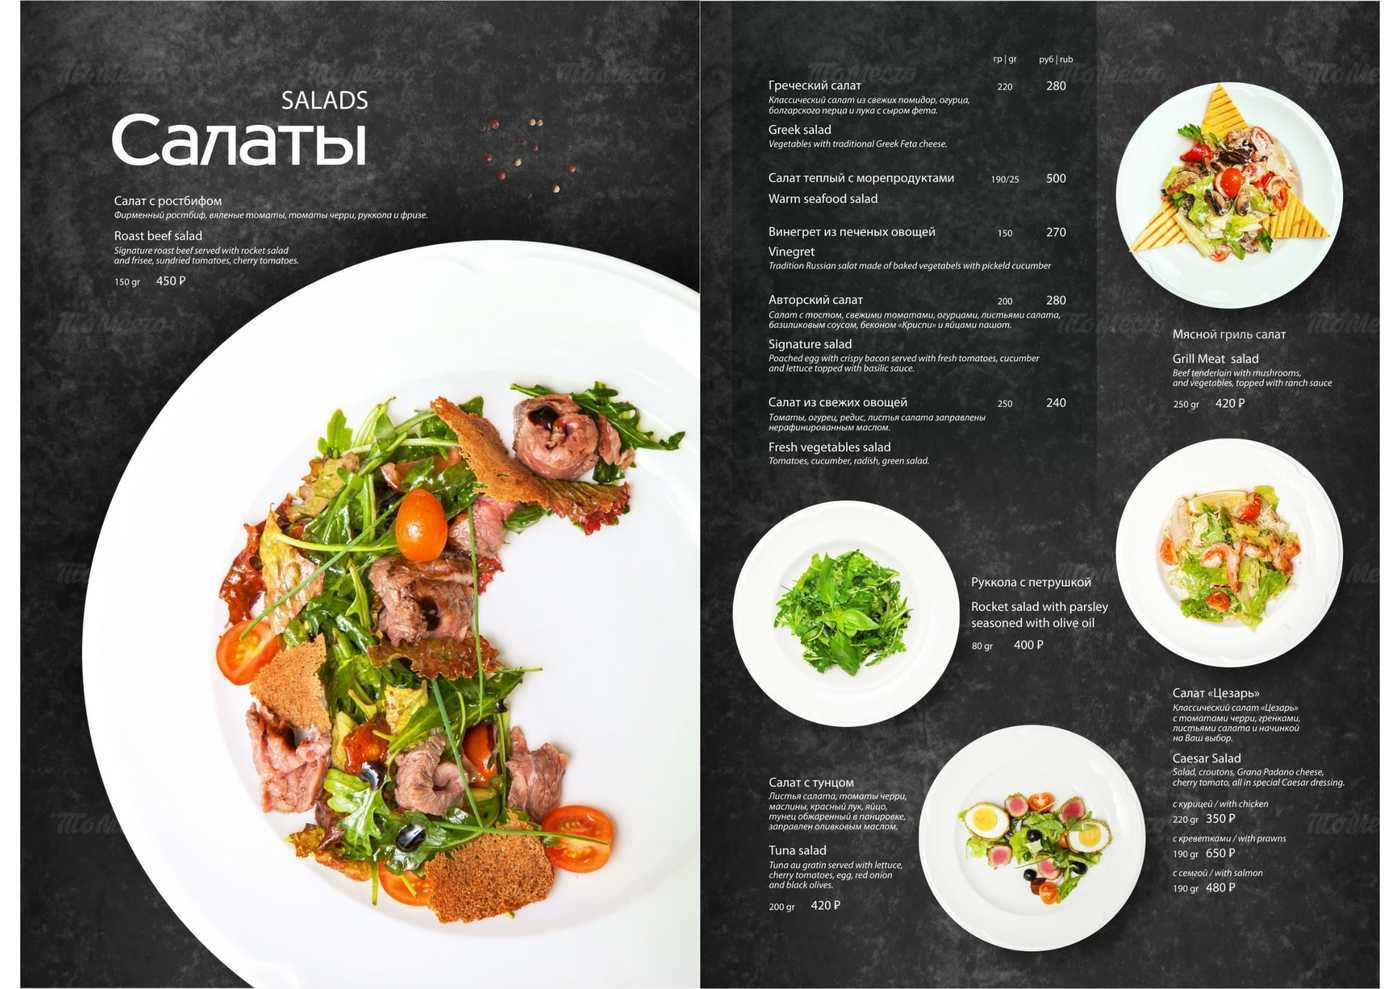 SALADS
Салаты
Салат с ростбифом
Фирменный ростбиф, вяленые томаты, томаты черри, руккола и фризе.
Roast beef salad
Signature roast beef served with rocket salad
and frisee, sundried tomatoes, cherry tomatoes.
150 gr 450 ₽
гр | gr руб | rub
Греческий салат 220 280
Классический салат из свежих помидор, огурца,
болгарского перца и лука с сыром фета.
Greek salad
Vegetables with traditional Greek Feta cheese.
Салат теплый с морепродуктами 190/25 500
Warm seafood salad
Винегрет из печеных овощей 150 270
Vinegret
Tradition Russian salat made of baked vegetabels with pickeld cucumber
Авторский салат 200 280
Салат с тостом, свежими томатами, огурцами, листьями салата,
базиликовым соусом, беконом «Криспи» и яйцами пашот.
Signature salad
Poached egg with crispy bacon served with fresh tomatoes, cucumber
and lettuce topped with basilic sauce.
Салат из свежих овощей 250 240
Томаты, огурец, редис, листья салата заправлены
нерафинированным маслом.
Fresh vegetables salad
Tomatoes, cucumber, radish, green salad.
Мясной гриль салат
Grill Meat salad
Beef tenderlain with mushrooms,
and vegetables, topped with ranch sauce
250 gr 420 ₽
Руккола с петрушкой
Rocket salad with parsley
seasoned with olive oil
80 gr 400 ₽
Салат «Цезарь»
Классический салат «Цезарь»
с томатами черри, гренками,
листьями салата и начинкой
на Ваш выбор.
Caesar Salad
Salad, croutons, Grana Padano cheese,
cherry tomato, all in special Caesar dressing.
с курицей / with chicken
220 gr 350 ₽
с креветками / with prawns
190 gr 650 ₽
с семгой / with salmon
190 gr 480 ₽
Салат с тунцом
Листья салата, томаты черри,
маслины, красный лук, яйцо,
тунец обжаренный в панировке,
заправлен оливковым маслом.
Tuna salad
Tuna au gratin served with lettuce,
cherry tomatoes, egg, red onion
and black olives.
200 gr 420 ₽